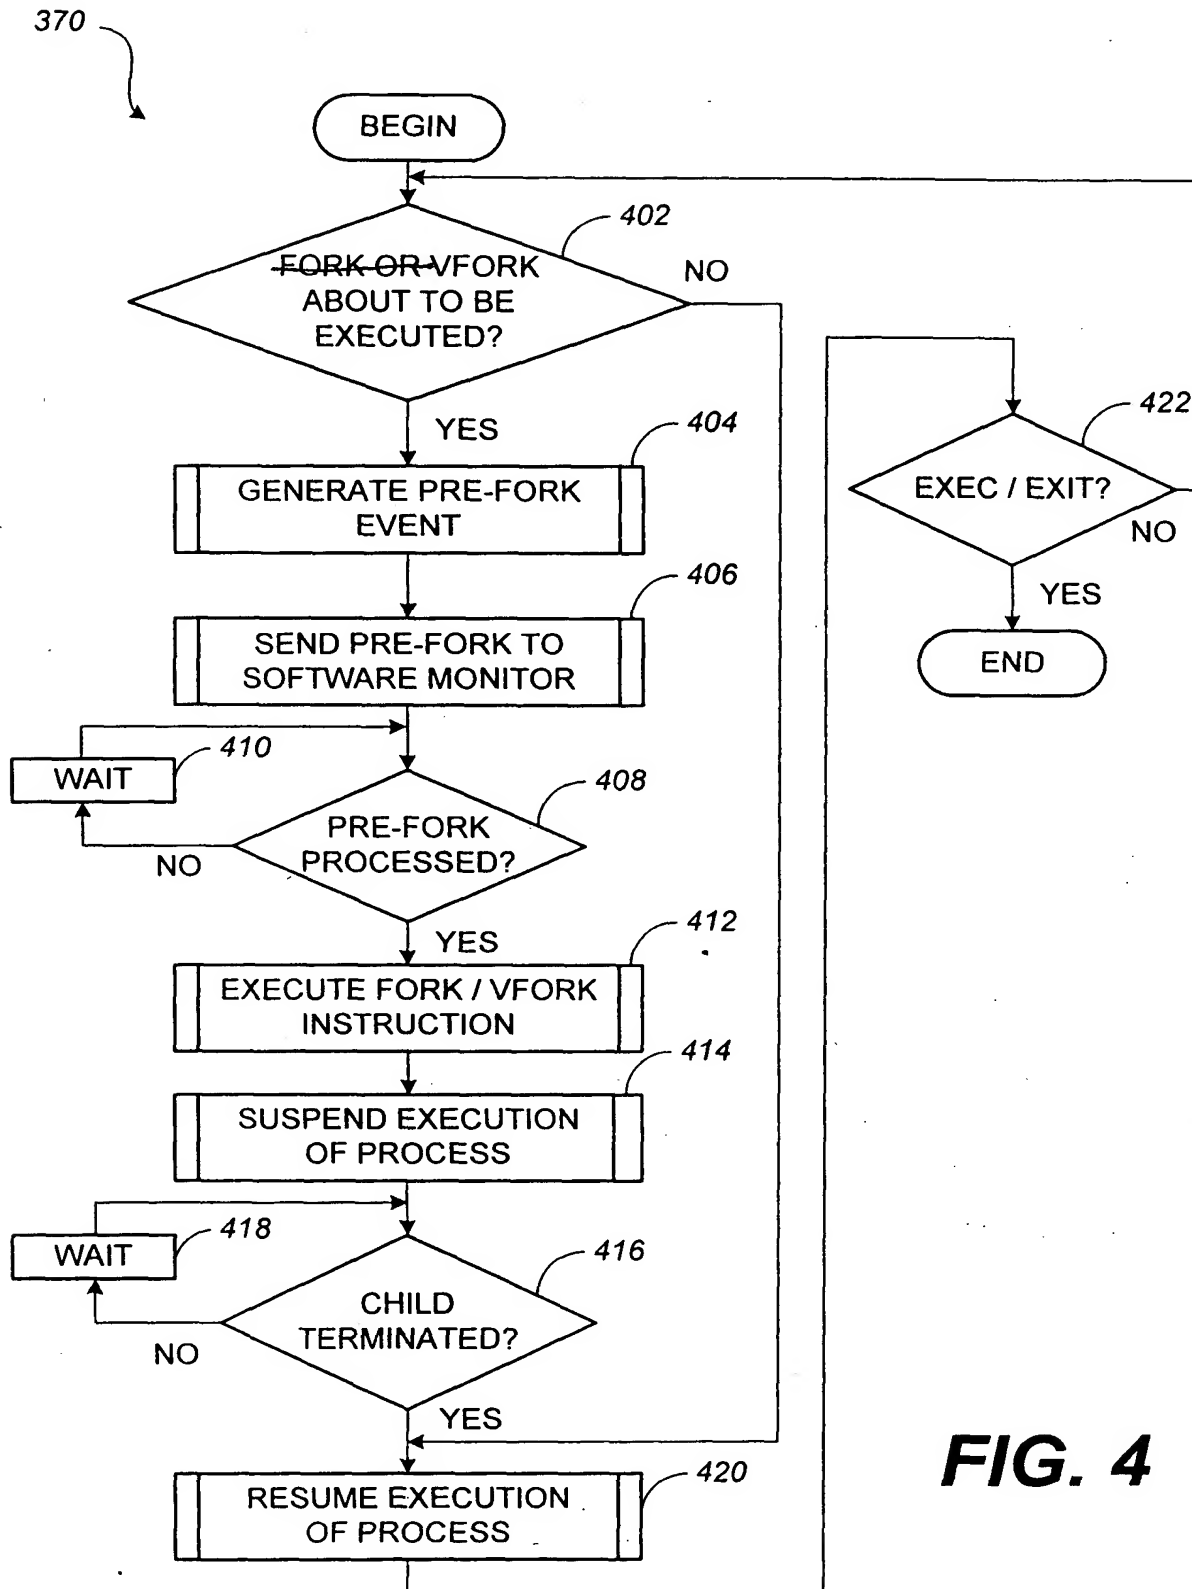 370
BEGIN
402
FORK OR VFORK
ABOUT TO BE
EXECUTED?
NO
YES
404
GENERATE PRE-FORK
EVENT
406
SEND PRE-FORK TO
SOFTWARE MONITOR
410
WAIT
408
PRE-FORK
PROCESSED?
NO
YES
412
EXECUTE FORK / VFORK
INSTRUCTION
414
SUSPEND EXECUTION
OF PROCESS
418
WAIT
416
CHILD
TERMINATED?
NO
YES
420
RESUME EXECUTION
OF PROCESS
422
EXEC / EXIT?
NO
YES
END
FIG. 4